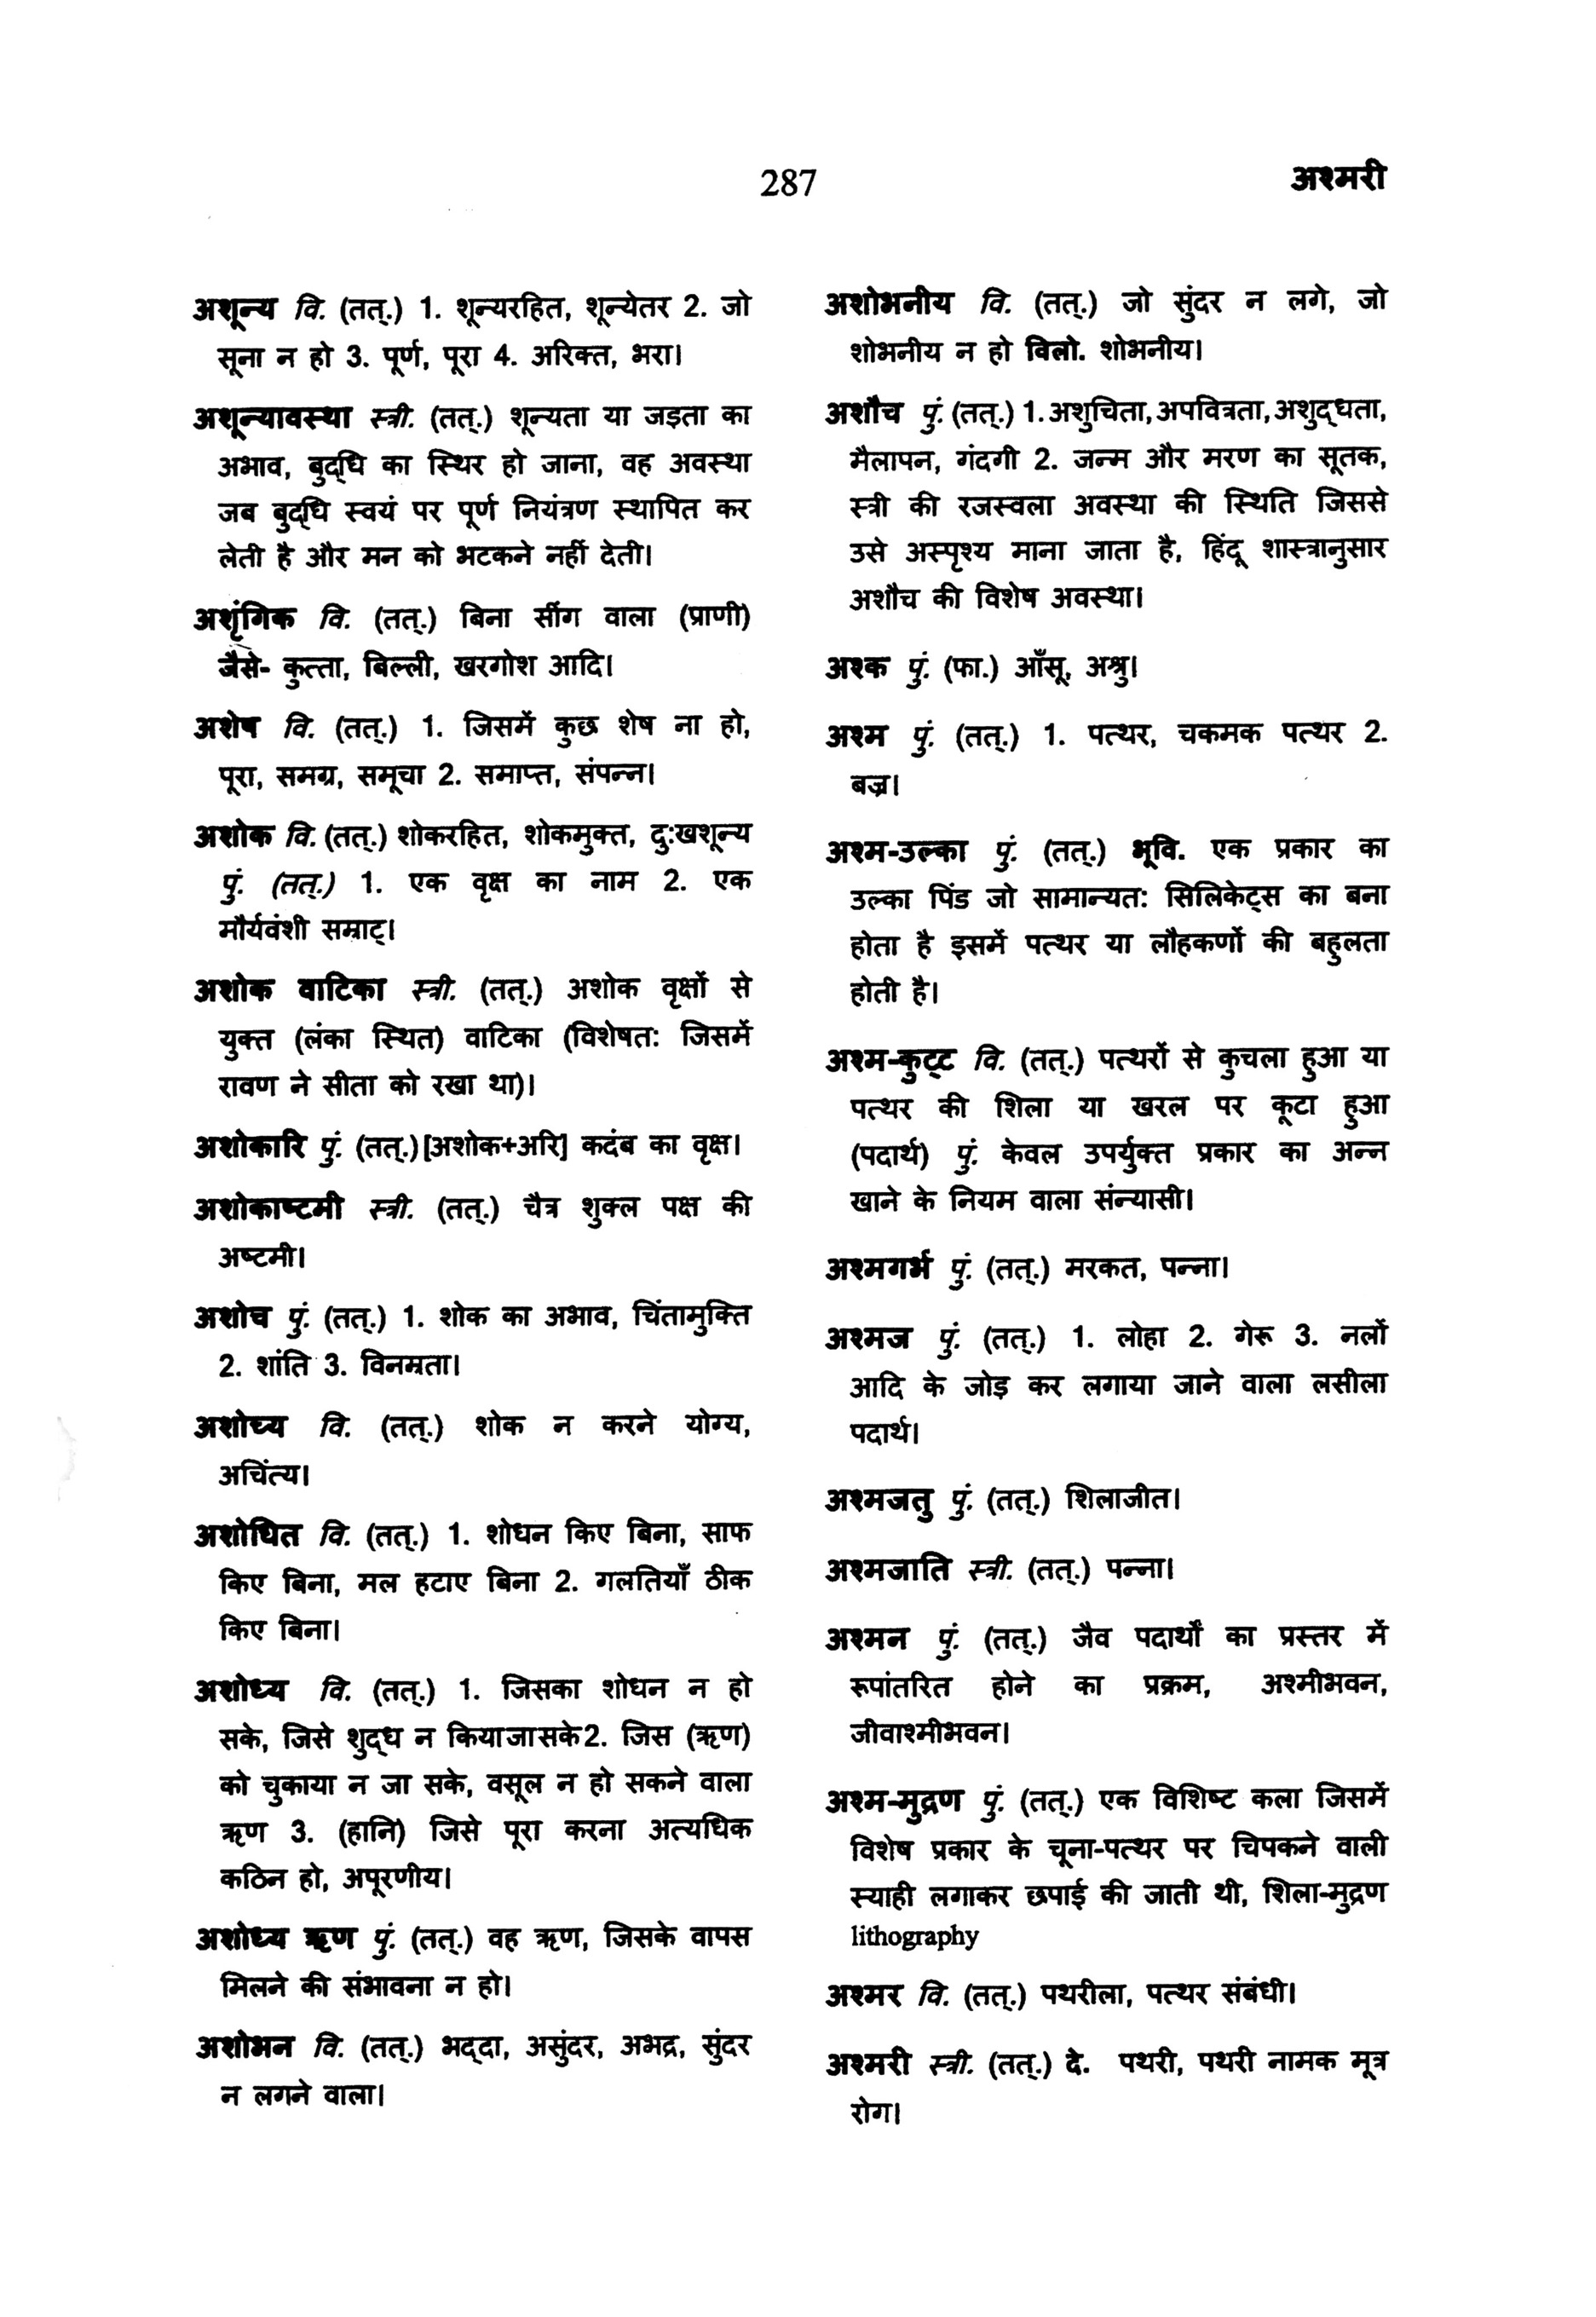 287
अश्मरी
अशून्य वि. (तत्.) 1. शून्यरहित, शून्येतर 2. जो
सूना न हो 3. पूर्ण, पूरा 4. अरिक्त, भरा।
अशून्यावस्था स्त्री. (तत्.) शून्यता या जड़ता का
अभाव, बुद्धि का स्थिर हो जाना, वह अवस्था
जब बुद्धि स्वयं पर पूर्ण नियंत्रण स्थापित कर
लेती है और मन को भटकने नहीं देती।
अशृंगिक वि. (तत्.) बिना सींग वाला (प्राणी)
जैसे- कुत्ता, बिल्ली, खरगोश आदि।
अशेष वि. (तत्.) 1. जिसमें कुछ शेष ना हो,
पूरा, समग्र, समूचा 2. समाप्त, संपन्न।
अशोक वि. (तत्.) शोकरहित, शोकमुक्त, दु:खशून्य
पुं. (तत्.) 1. एक वृक्ष का नाम 2. एक
मौर्यवंशी सम्राट्।
अशोक वाटिका स्त्री. (तत्.) अशोक वृक्षों से
युक्त (लंका स्थित) वाटिका (विशेषत: जिसमें
रावण ने सीता को रखा था)।
अशोकारि पुं. (तत्.) [अशोक+अरि] कदंब का वृक्ष।
अशोकाष्टमी स्त्री. (तत्.) चैत्र शुक्ल पक्ष की
अष्टमी।
अशोच पुं. (तत्.) 1. शोक का अभाव, चिंतामुक्ति
2. शांति 3. विनम्रता।
अशोच्य वि. (तत्.) शोक न करने योग्य,
अचिंत्य।
अशोधित वि. (तत्.) 1. शोधन किए बिना, साफ
किए बिना, मल हटाए बिना 2. गलतियाँ ठीक
किए बिना।
अशोध्य वि. (तत्.) 1. जिसका शोधन न हो
सके, जिसे शुद्ध न किया जा सके 2. जिस (ऋण)
को चुकाया न जा सके, वसूल न हो सकने वाला
ऋण 3. (हानि) जिसे पूरा करना अत्यधिक
कठिन हो, अपूरणीय।
अशोध्य ऋण पुं. (तत्.) वह ऋण, जिसके वापस
मिलने की संभावना न हो।
अशोभन वि. (तत्.) भद्दा, असुंदर, अभद्र, सुंदर
न लगने वाला।
अशोभनीय वि. (तत्.) जो सुंदर न लगे, जो
शोभनीय न हो विलो. शोभनीय।
अशौच पुं. (तत्.) 1. अशुचिता, अपवित्रता, अशुद्धता,
मैलापन, गंदगी 2. जन्म और मरण का सूतक,
स्त्री की रजस्वला अवस्था की स्थिति जिससे
उसे अस्पृश्य माना जाता है, हिंदू शास्त्रानुसार
अशौच की विशेष अवस्था।
अश्क पुं. (फा.) आँसू, अश्रु।
अश्म पुं. (तत्.) 1. पत्थर, चकमक पत्थर 2.
बज्र।
अश्म-उल्का पुं. (तत्.) भूवि. एक प्रकार का
उल्का पिंड जो सामान्यत: सिलिकेट्स का बना
होता है इसमें पत्थर या लौहकणों की बहुलता
होती है।
अश्म-कुट्ट वि. (तत्.) पत्थरों से कुचला हुआ या
पत्थर की शिला या खरल पर कूटा हुआ
(पदार्थ) पुं. केवल उपर्युक्त प्रकार का अन्न
खाने के नियम वाला संन्यासी।
अश्मगर्भ पुं. (तत्.) मरकत, पन्ना।
अश्मज पुं. (तत्.) 1. लोहा 2. गेरू 3. नलों
आदि के जोड़ कर लगाया जाने वाला लसीला
पदार्थ।
अश्मजतु पुं. (तत्.) शिलाजीत।
अश्मजाति स्त्री. (तत्.) पन्ना।
अश्मन पुं. (तत्.) जैव पदार्थों का प्रस्तर में
रूपांतरित होने का प्रक्रम, अश्मीभवन,
जीवाश्मीभवन।
अश्म-मुद्रण पुं. (तत्.) एक विशिष्ट कला जिसमें
विशेष प्रकार के चूना-पत्थर पर चिपकने वाली
स्याही लगाकर छपाई की जाती थी, शिला-मुद्रण
lithography
अश्मर वि. (तत्.) पथरीला, पत्थर संबंधी।
अश्मरी स्त्री. (तत्.) दे. पथरी, पथरी नामक मूत्र
रोग।